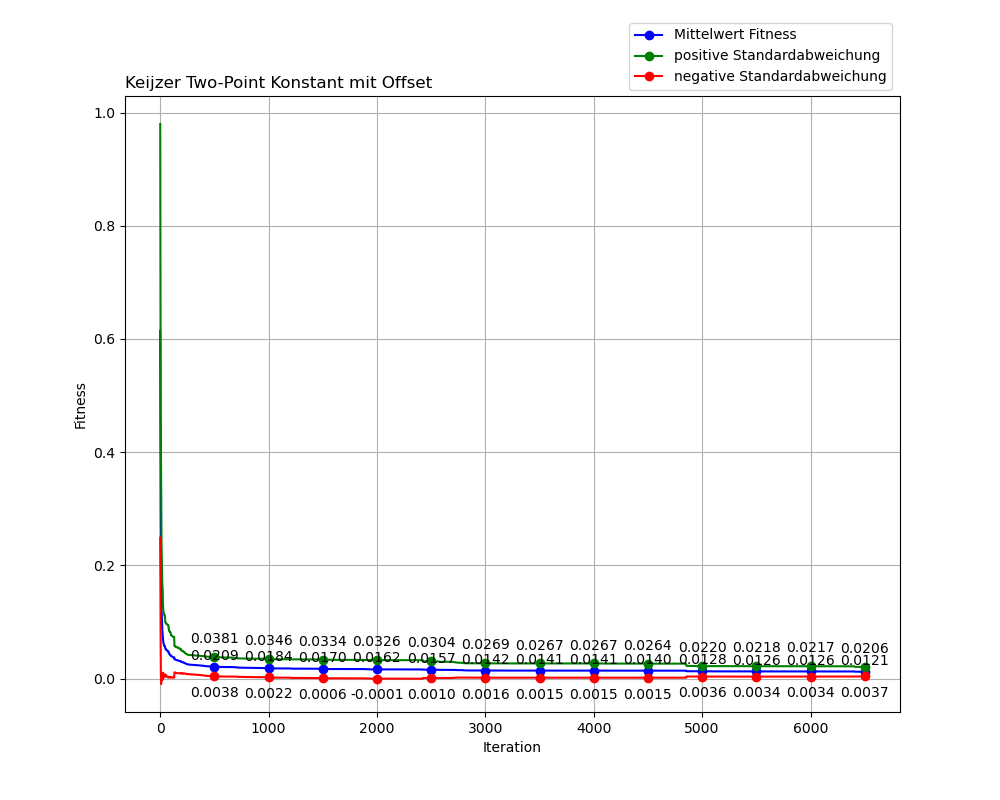 Mittelwert Fitness
positive Standardabweichung
negative Standardabweichung
Keijzer Two-Point Konstant mit Offset
1.0
0.8
0.6
0.4
0.2
0.0
Fitness
0.0381 0.0346 0.0334 0.0326 0.0304 0.0269 0.0267 0.0267 0.0264 0.0220 0.0218 0.0217 0.0206
0.0209 0.0184 0.0170 0.0162 0.0157 0.0142 0.0141 0.0141 0.0140 0.0128 0.0126 0.0126 0.0121
0.0038 0.0022 0.0006 -0.0001 0.0010 0.0016 0.0015 0.0015 0.0015 0.0036 0.0034 0.0034 0.0037
0 1000 2000 3000 4000 5000 6000
Iteration